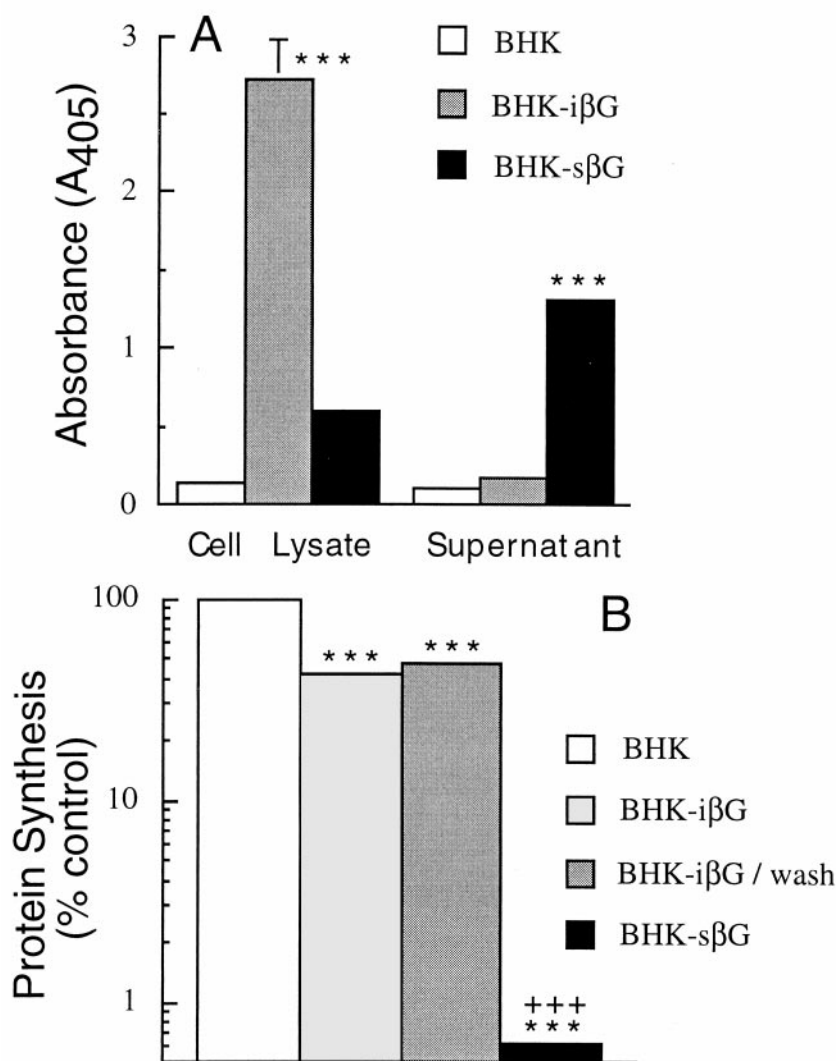 A
3
2
1
0
Absorbance (A405)
***
***
BHK
BHK-iβG
BHK-sβG
Cell Lysate
Supernatant
B
100
10
1
Protein Synthesis
(% control)
***
***
+++
***
BHK
BHK-iβG
BHK-iβG / wash
BHK-sβG